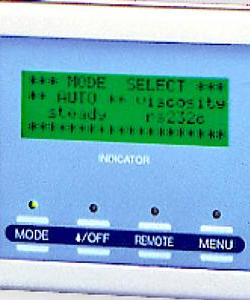 *** MODE SELECT ***
** AUTO ** viscosity
steady rs232c
********************
INDICATOR
MODE ⬇/OFF REMOTE MENU